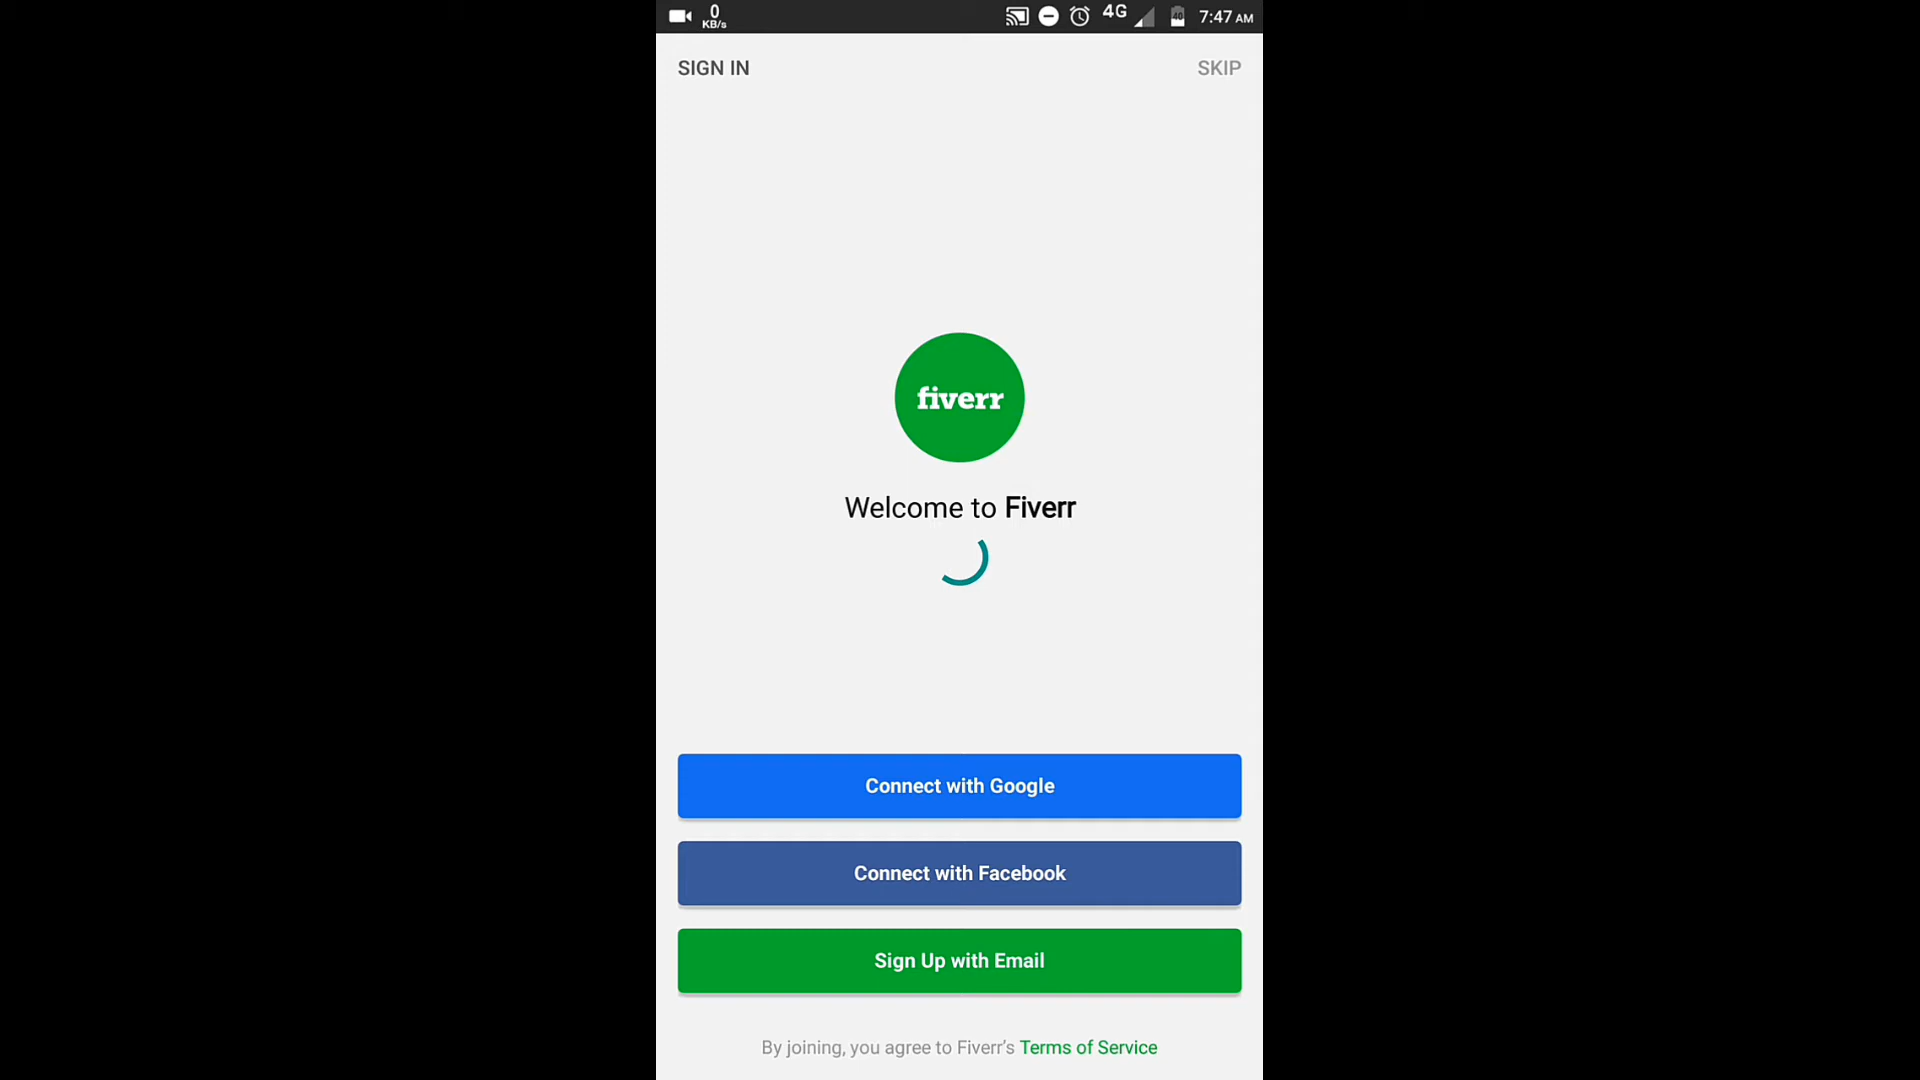 0
KB/s
4G
40
7:47 AM
SIGN IN
SKIP
fiverr
Welcome to Fiverr
Connect with Google
Connect with Facebook
Sign Up with Email
By joining, you agree to Fiverr's Terms of Service